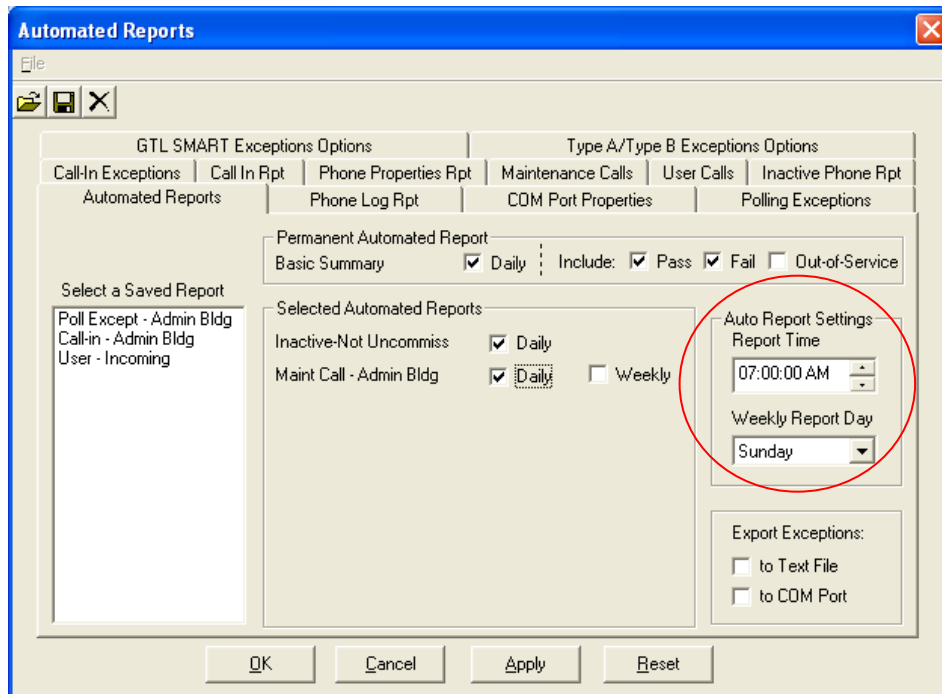 Automated Reports
File
GTL SMART Exceptions Options
Type A/Type B Exceptions Options
Call-In Exceptions
Call In Rpt
Phone Properties Rpt
Maintenance Calls
User Calls
Inactive Phone Rpt
Automated Reports
Phone Log Rpt
COM Port Properties
Polling Exceptions
Permanent Automated Report
Basic Summary
Daily
Include:
Pass
Fail
Out-of-Service
Select a Saved Report
Poll Except - Admin Bldg
Call-in - Admin Bldg
User - Incoming
Selected Automated Reports
Inactive-Not Uncommiss
Daily
Maint Call - Admin Bldg
Daily
Weekly
Auto Report Settings
Report Time
07:00:00 AM
Weekly Report Day
Sunday
Export Exceptions:
to Text File
to COM Port
OK
Cancel
Apply
Reset